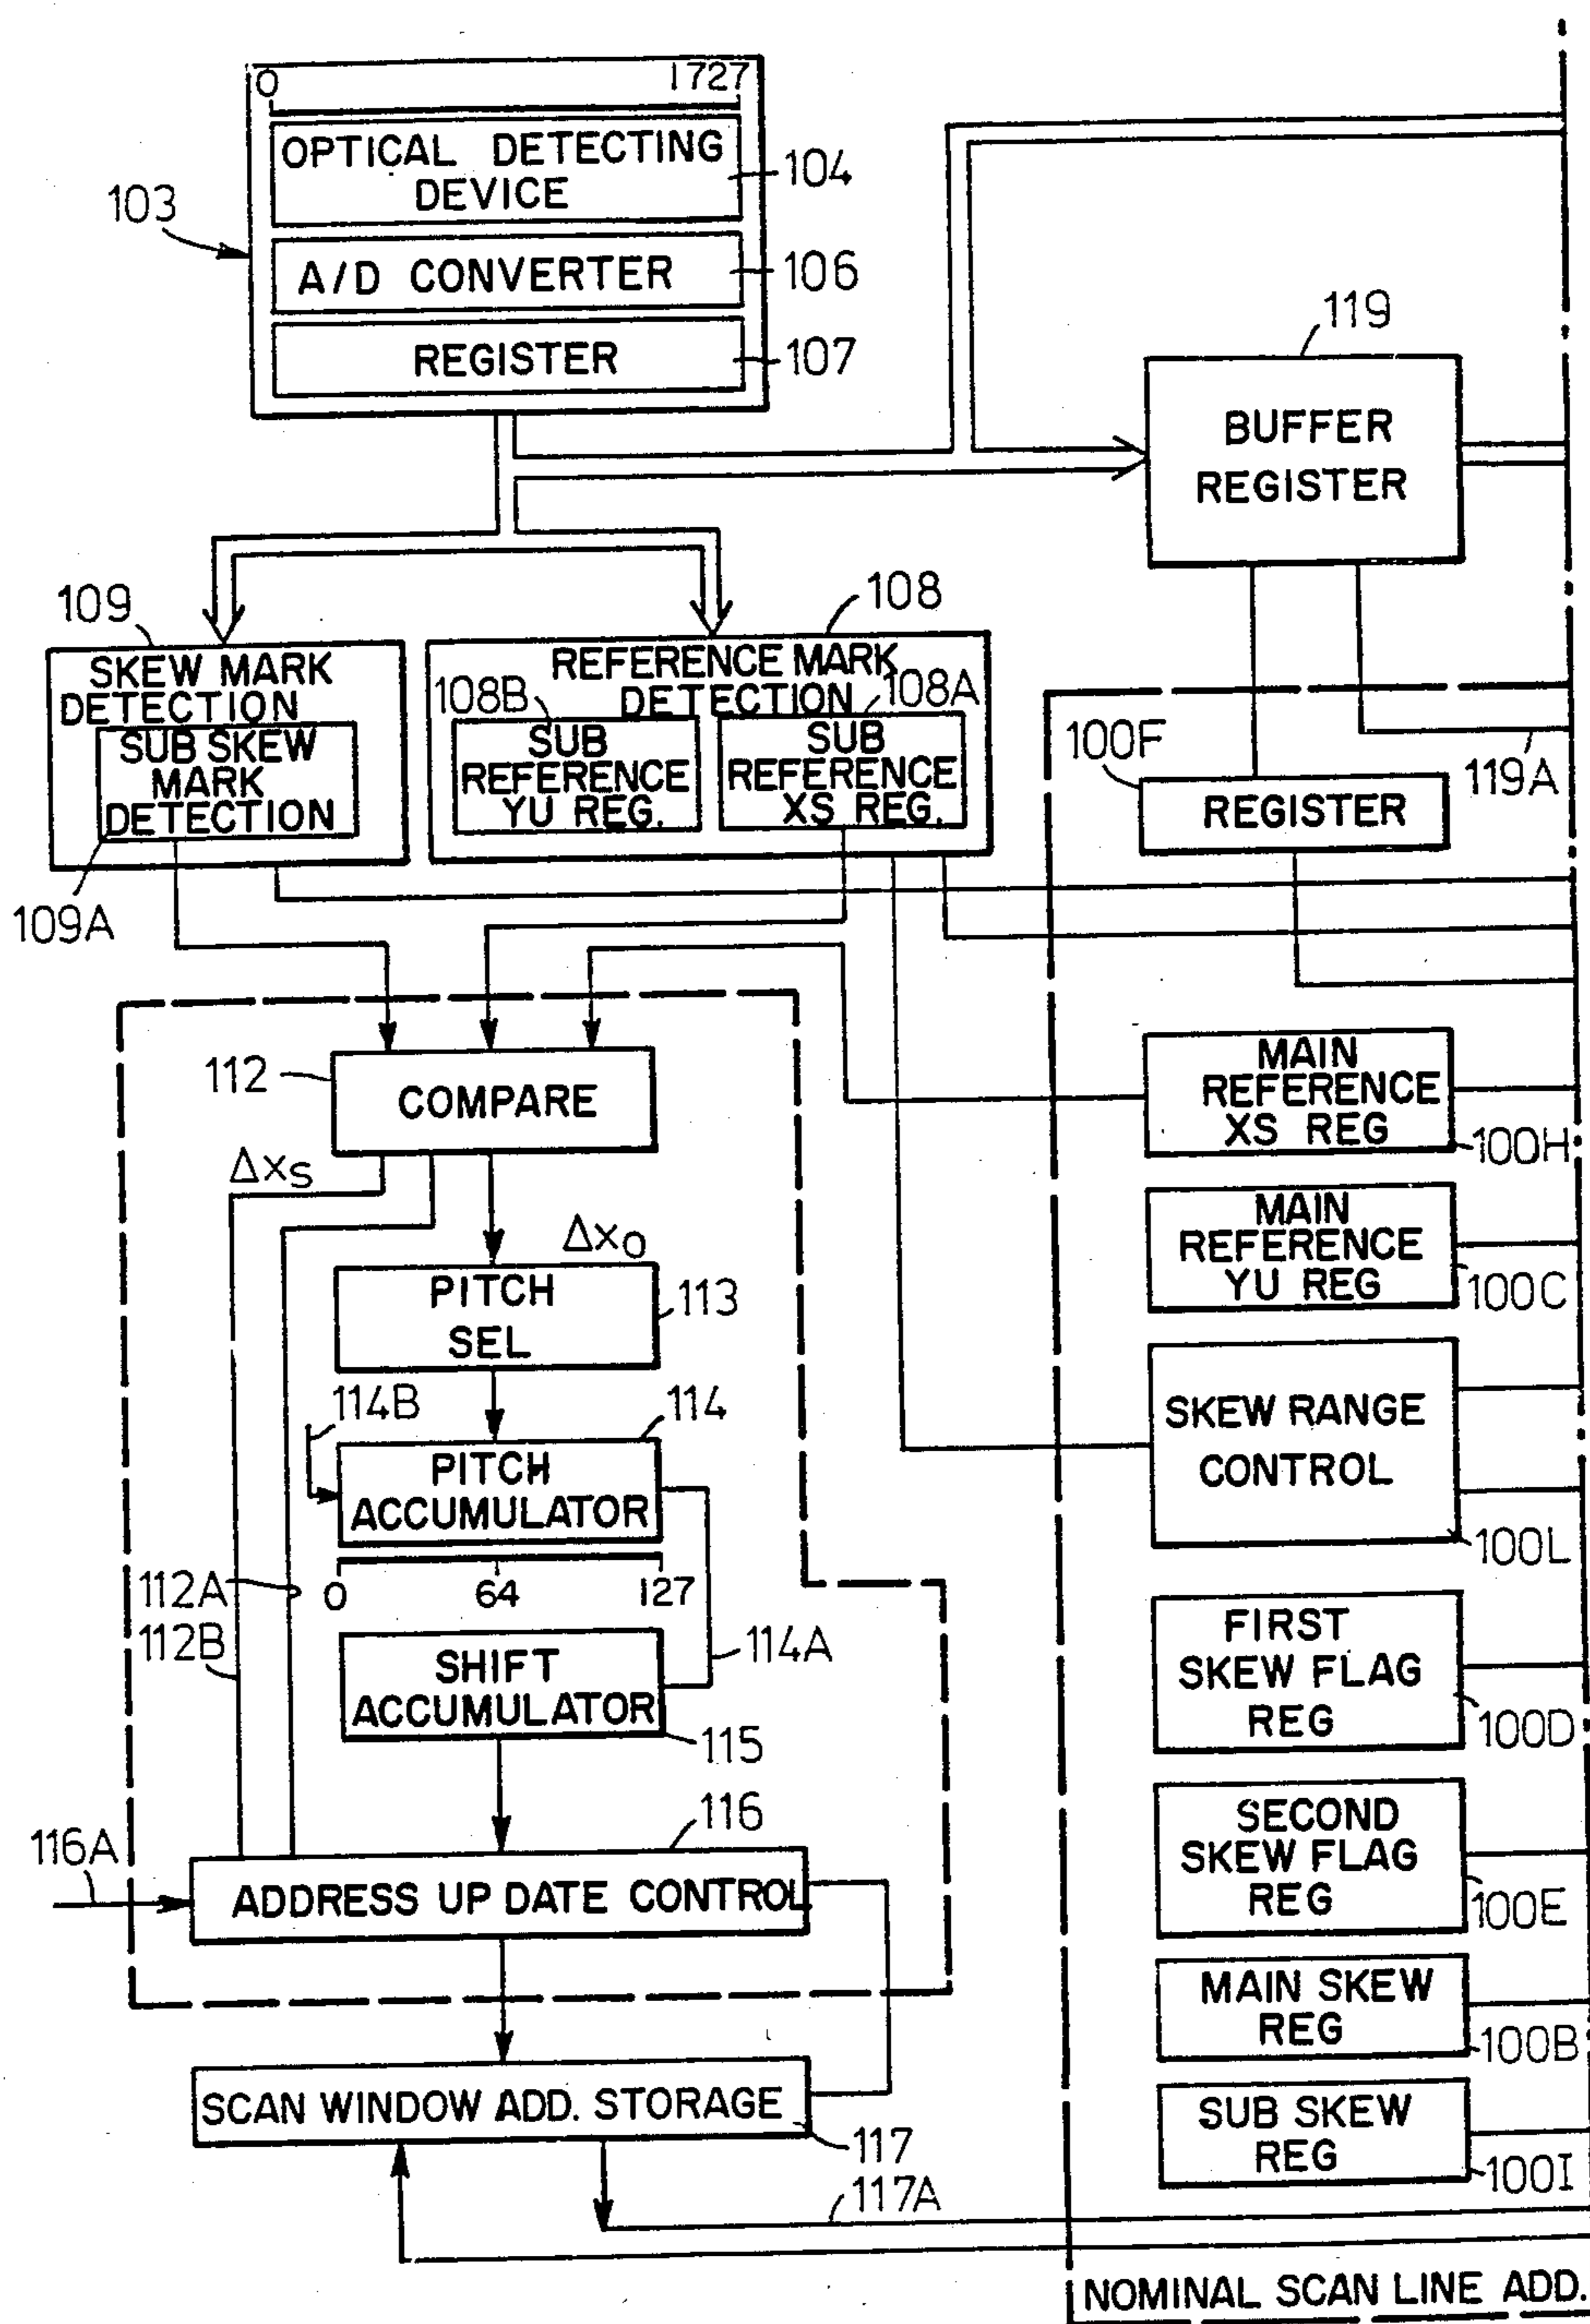 0 1727
OPTICAL DETECTING
DEVICE
104
103
A/D CONVERTER
106
REGISTER
107
119
BUFFER
REGISTER
109
SKEW MARK
DETECTION
SUB SKEW
MARK
DETECTION
109A
108
REFERENCE MARK
DETECTION
108B
108A
SUB
REFERENCE
YU REG.
SUB
REFERENCE
XS REG.
100F
REGISTER
119A
112
COMPARE
ΔXS
ΔXO
PITCH
SEL
113
114B
114
PITCH
ACCUMULATOR
0 64 127
112A
112B
114A
SHIFT
ACCUMULATOR
115
116
116A
ADDRESS UP DATE CONTROL
SCAN WINDOW ADD. STORAGE
117
117A
MAIN
REFERENCE
XS REG
100H
MAIN
REFERENCE
YU REG
100C
SKEW RANGE
CONTROL
100L
FIRST
SKEW FLAG
REG
100D
SECOND
SKEW FLAG
REG
100E
MAIN SKEW
REG
100B
SUB SKEW
REG
100I
NOMINAL SCAN LINE ADD.